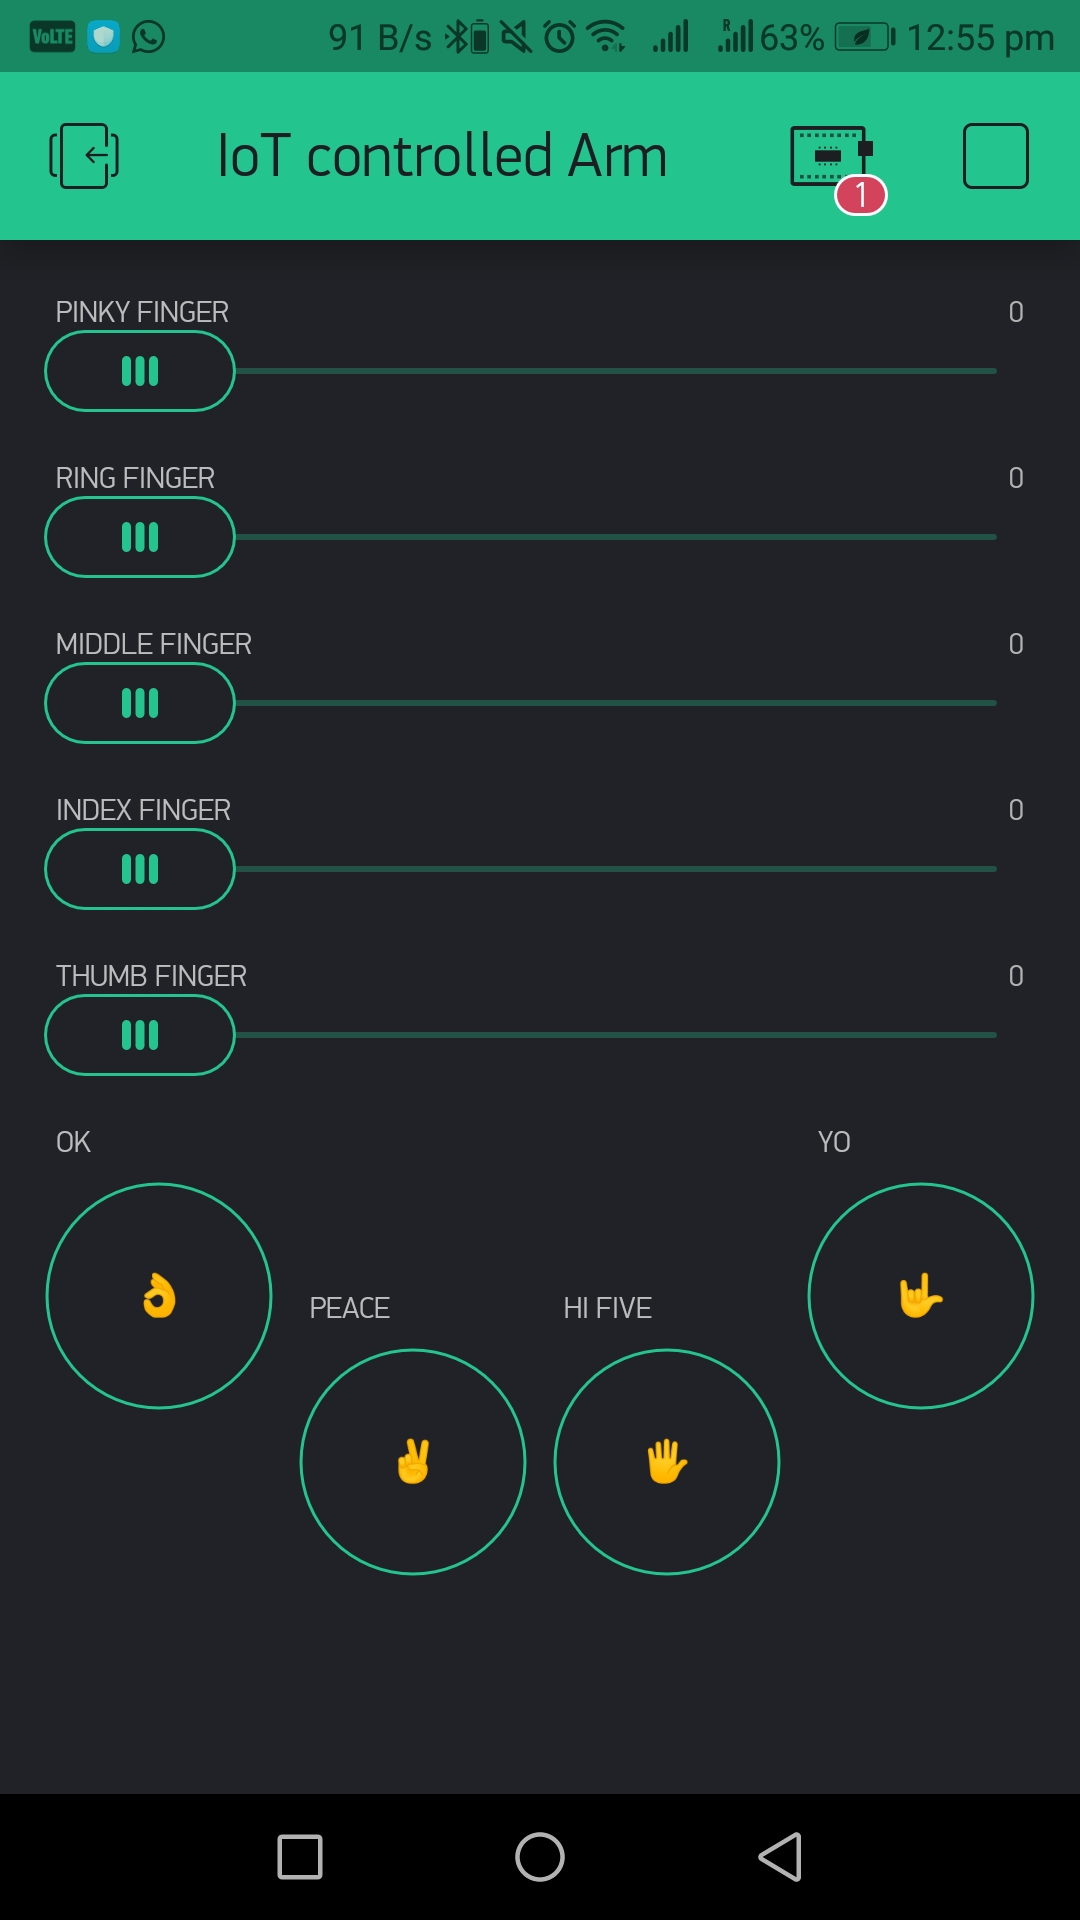 VoLTE 91 B/s R 63% 12:55 pm
IoT controlled Arm
1
PINKY FINGER 0
RING FINGER 0
MIDDLE FINGER 0
INDEX FINGER 0
THUMB FINGER 0
OK YO
PEACE HI FIVE